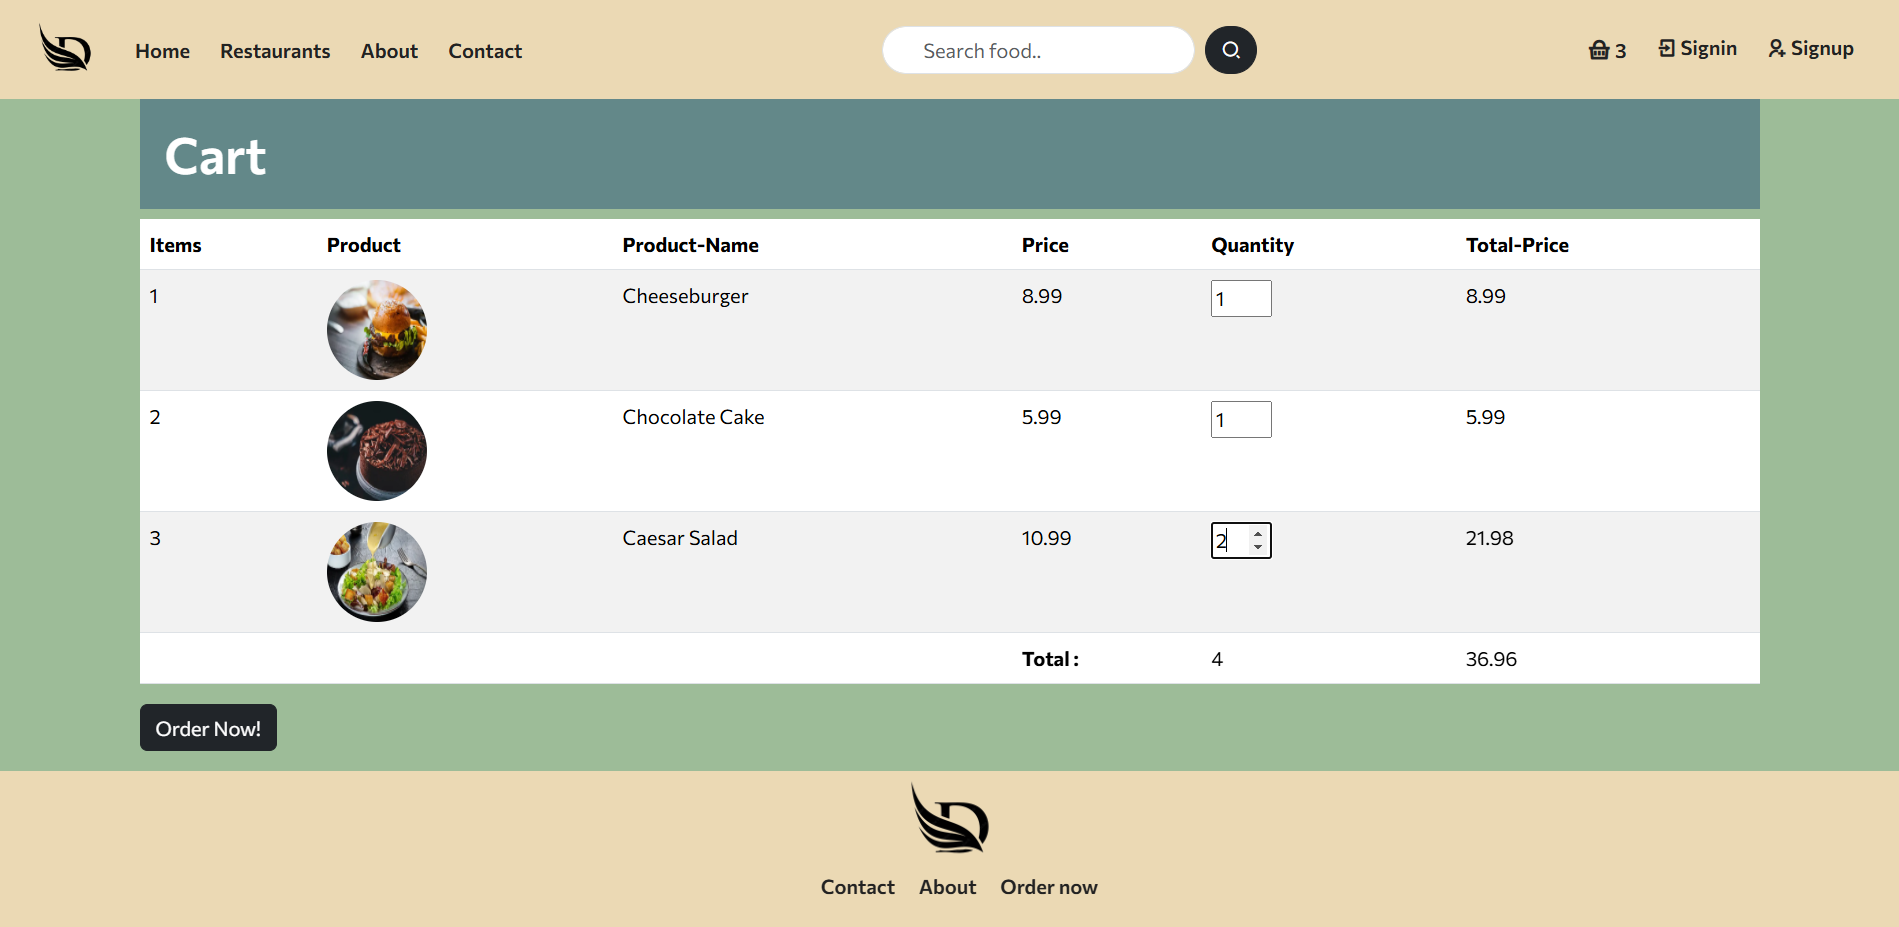 Home Restaurants About Contact Search food.. 3 Signin Signup
Cart
Items Product Product-Name Price Quantity Total-Price
1 Cheeseburger 8.99 1 8.99
2 Chocolate Cake 5.99 1 5.99
3 Caesar Salad 10.99 2 21.98
Total : 4 36.96
Order Now!
Contact About Order now